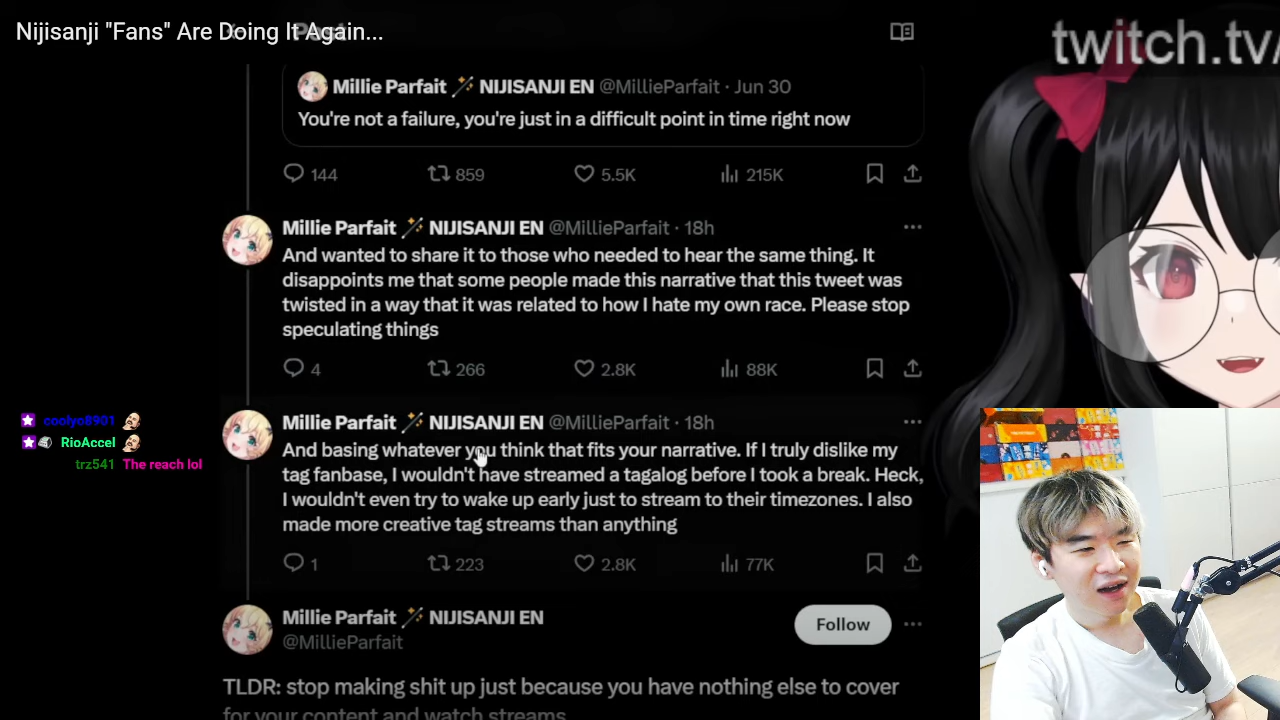 Nijisanji "Fans" Are Doing It Again...
twitch.tv/
Millie Parfait NIJISANJI EN @MillieParfait · Jun 30
You're not a failure, you're just in a difficult point in time right now
144 859 5.5K 215K
Millie Parfait NIJISANJI EN @MillieParfait · 18h
And wanted to share it to those who needed to hear the same thing. It
disappoints me that some people made this narrative that this tweet was
twisted in a way that it was related to how I hate my own race. Please stop
speculating things
4 266 2.8K 88K
Millie Parfait NIJISANJI EN @MillieParfait · 18h
And basing whatever you think that fits your narrative. If I truly dislike my
tag fanbase, I wouldn't have streamed a tagalog before I took a break. Heck,
I wouldn't even try to wake up early just to stream to their timezones. I also
made more creative tag streams than anything
1 223 2.8K 77K
coolyo8901
RioAccel
trz541 The reach lol
Millie Parfait NIJISANJI EN
@MillieParfait
Follow
TLDR: stop making shit up just because you have nothing else to cover
for your content and watch streams